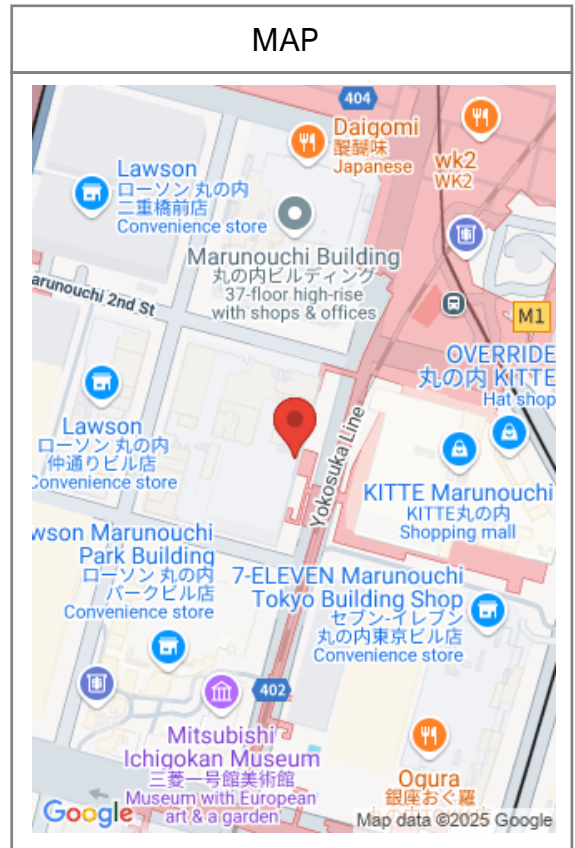 MAP
404
Daigomi
醍醐味
Japanese
wk2
WK2
Lawson
ローソン 丸の内
二重橋前店
Convenience store
Marunouchi Building
丸の内ビルディング
37-floor high-rise
with shops & offices
arunouchi 2nd St
M1
OVERRIDE
丸の内 KITTE
Hat shop
Lawson
ローソン 丸の内
仲通りビル店
Convenience store
Yokosuka Line
KITTE Marunouchi
KITTE丸の内
Shopping mall
wson Marunouchi
Park Building
ローソン 丸の内
パークビル店
Convenience store
7-ELEVEN Marunouchi
Tokyo Building Shop
セブン-イレブン
丸の内東京ビル店
Convenience store
402
Mitsubishi
Ichigokan Museum
三菱一号館美術館
Museum with European
art & a garden
Ogura
銀座おぐ羅
Google
Map data ©2025 Google